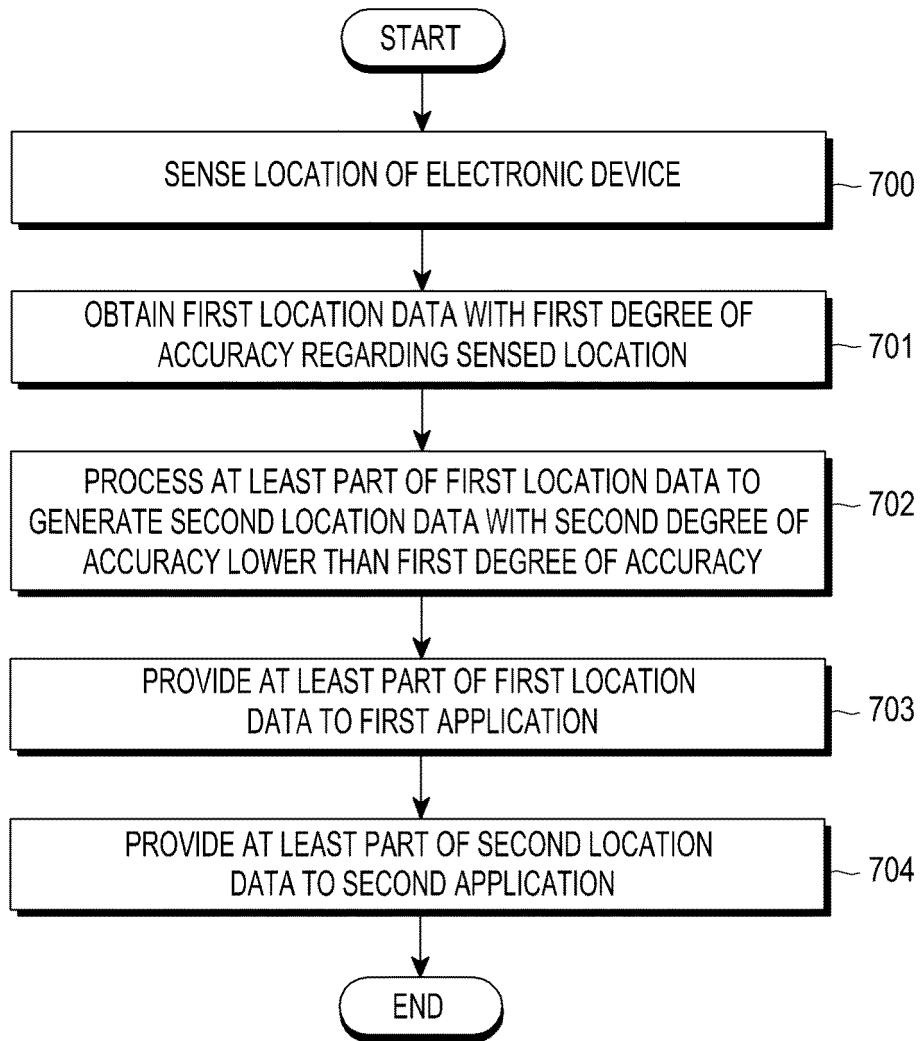 START
SENSE LOCATION OF ELECTRONIC DEVICE
700
OBTAIN FIRST LOCATION DATA WITH FIRST DEGREE OF
ACCURACY REGARDING SENSED LOCATION
701
PROCESS AT LEAST PART OF FIRST LOCATION DATA TO
GENERATE SECOND LOCATION DATA WITH SECOND DEGREE OF
ACCURACY LOWER THAN FIRST DEGREE OF ACCURACY
702
PROVIDE AT LEAST PART OF FIRST LOCATION
DATA TO FIRST APPLICATION
703
PROVIDE AT LEAST PART OF SECOND LOCATION
DATA TO SECOND APPLICATION
704
END